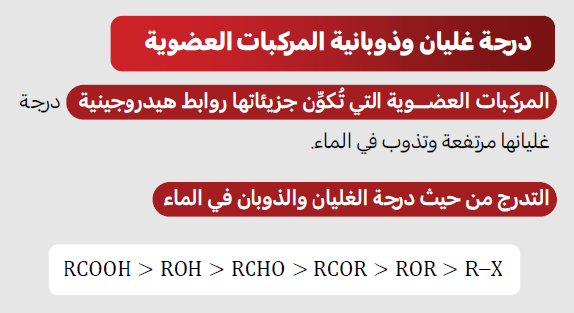 درجة غليان وذوبانية المركبات العضوية
المركبات العضوية التي تُكوِّن جزيئاتها روابط هيدروجينية درجة
غليانها مرتفعة وتذوب في الماء.
التدرج من حيث درجة الغليان والذوبان في الماء
RCOOH > ROH > RCHO > RCOR > ROR > R–X